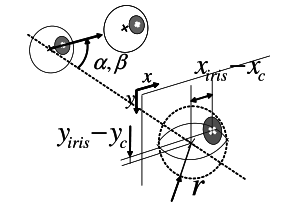 α, β
x
x_iris − x_c
y
y_iris − y_c
r